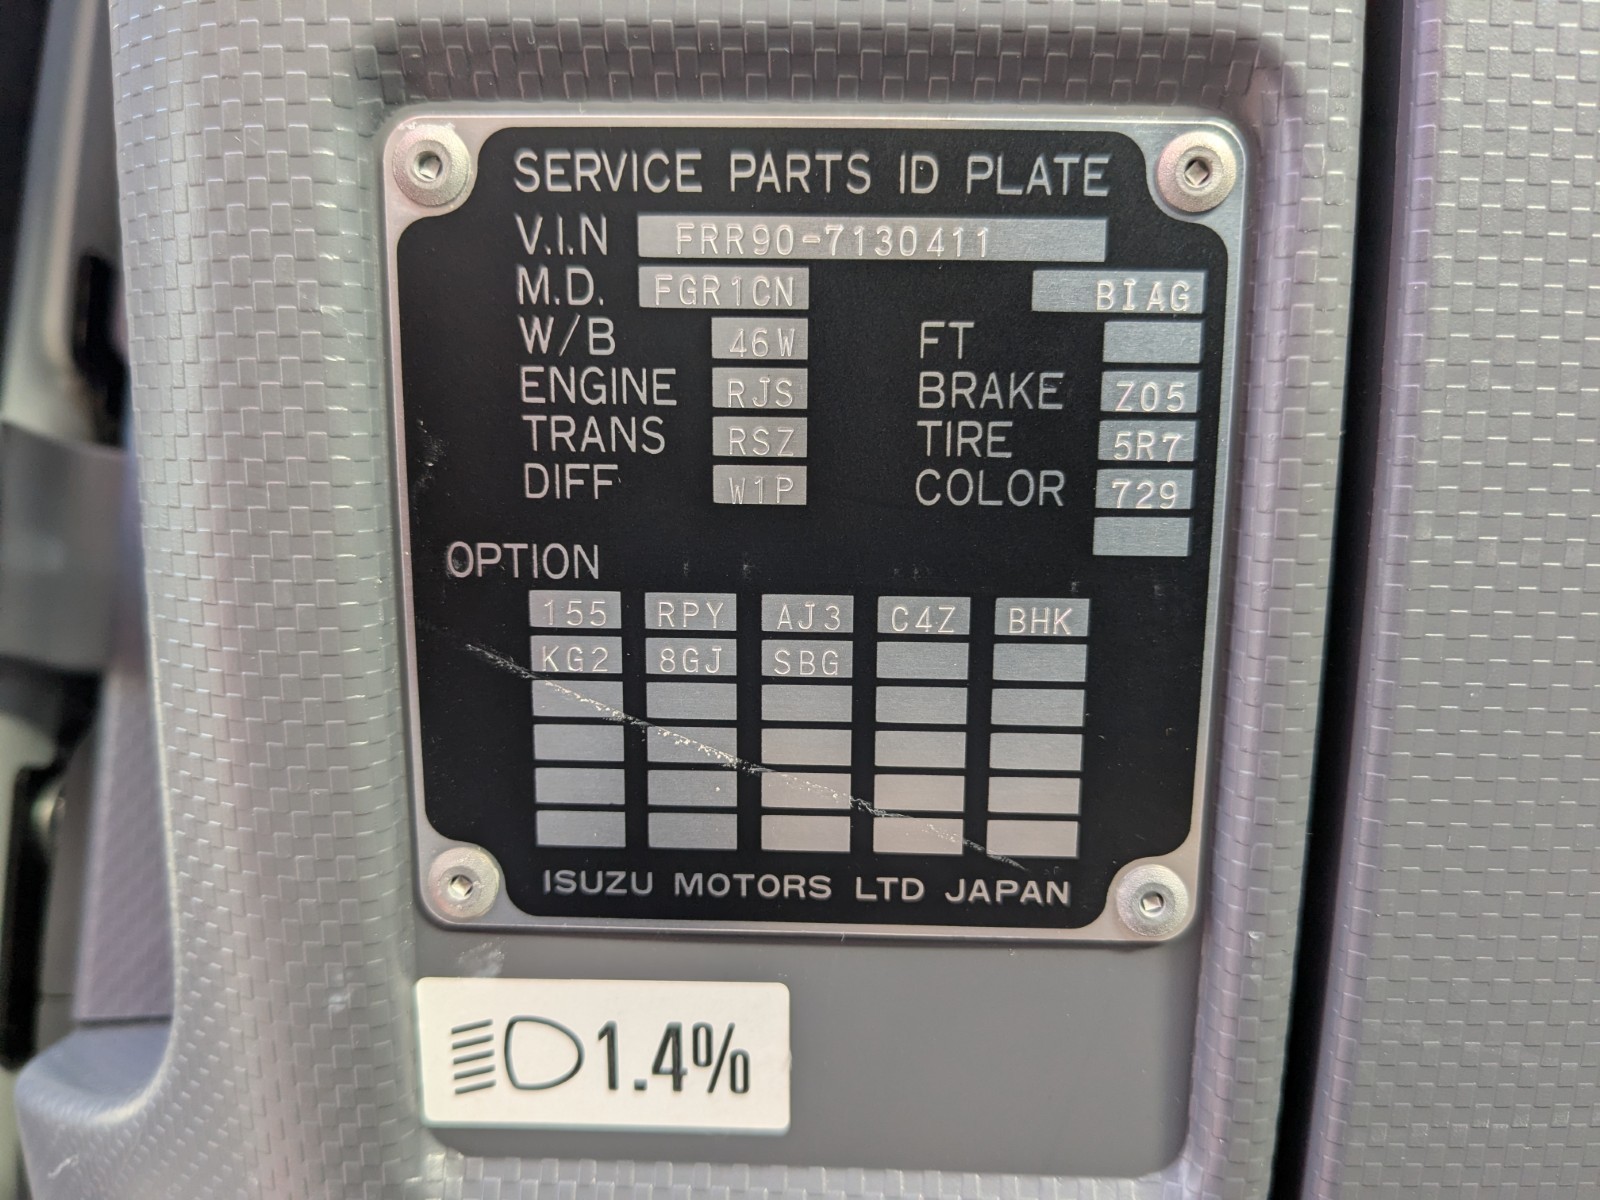 SERVICE PARTS ID PLATE
V.I.N FRR90-7130411
M.D. FGR1CN BIAG
W/B 46W FT
ENGINE RJS BRAKE Z05
TRANS RSZ TIRE 5R7
DIFF W1P COLOR 729
OPTION
155 RPY AJ3 C4Z BHK
KG2 8GJ SBG
ISUZU MOTORS LTD JAPAN
1.4%